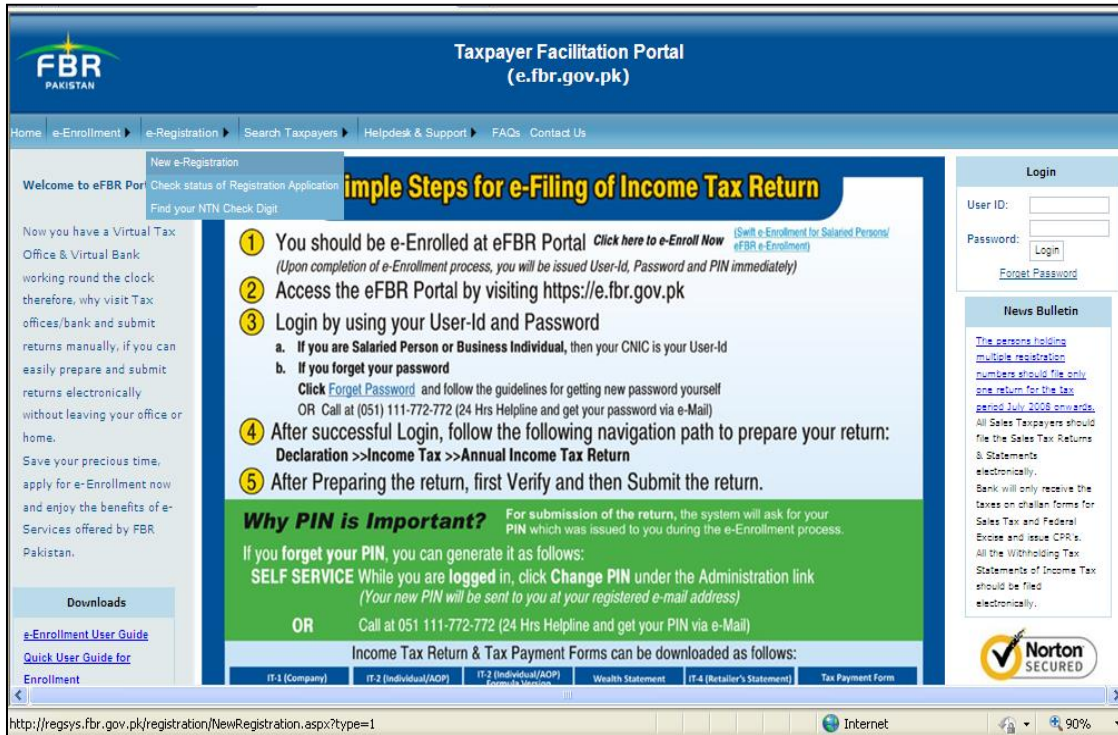 FBR
PAKISTAN
Taxpayer Facilitation Portal
(e.fbr.gov.pk)
Home e-Enrollment e-Registration Search Taxpayers Helpdesk & Support FAQs Contact Us
New e-Registration
Check status of Registration Application
Find your NTN Check Digit
Welcome to eFBR Por
Now you have a Virtual Tax
Office & Virtual Bank
working round the clock
therefore, why visit Tax
offices/bank and submit
returns manually, if you can
easily prepare and submit
returns electronically
without leaving your office or
home.
Save your precious time,
apply for e-Enrollment now
and enjoy the benefits of e-
Services offered by FBR
Pakistan.
Downloads
e-Enrollment User Guide
Quick User Guide for
Enrollment
imple Steps for e-Filing of Income Tax Return
1 You should be e-Enrolled at eFBR Portal Click here to e-Enroll Now (Swift e-Enrollment for Salaried Persons/
eFBR e-Enrollment)
(Upon completion of e-Enrollment process, you will be issued User-Id, Password and PIN immediately)
2 Access the eFBR Portal by visiting https://e.fbr.gov.pk
3 Login by using your User-Id and Password
a. If you are Salaried Person or Business Individual, then your CNIC is your User-Id
b. If you forget your password
Click Forget Password and follow the guidelines for getting new password yourself
OR Call at (051) 111-772-772 (24 Hrs Helpline and get your password via e-Mail)
4 After successful Login, follow the following navigation path to prepare your return:
Declaration >>Income Tax >>Annual Income Tax Return
5 After Preparing the return, first Verify and then Submit the return.
Why PIN is Important? For submission of the return, the system will ask for your
PIN which was issued to you during the e-Enrollment process.
If you forget your PIN, you can generate it as follows:
SELF SERVICE While you are logged in, click Change PIN under the Administration link
(Your new PIN will be sent to you at your registered e-mail address)
OR Call at 051 111-772-772 (24 Hrs Helpline and get your PIN via e-Mail)
Income Tax Return & Tax Payment Forms can be downloaded as follows:
IT-1 (Company) IT-2 (Individual/AOP) IT-2 (Individual/AOP) Formula Version Wealth Statement IT-4 (Retailer's Statement) Tax Payment Form
Login
User ID:
Password:
Login
Forget Password
News Bulletin
The persons holding
multiple registration
numbers should file only
one return for the tax
period July 2006 onwards.
All Sales Taxpayers should
file the Sales Tax Returns
& Statements
electronically.
Bank will only receive the
taxes on challan forms for
Sales Tax and Federal
Excise and issue CPR's.
All the Withholding Tax
Statements of Income Tax
should be filed
electronically.
Norton
SECURED
http://regsys.fbr.gov.pk/registration/NewRegistration.aspx?type=1 Internet 90%